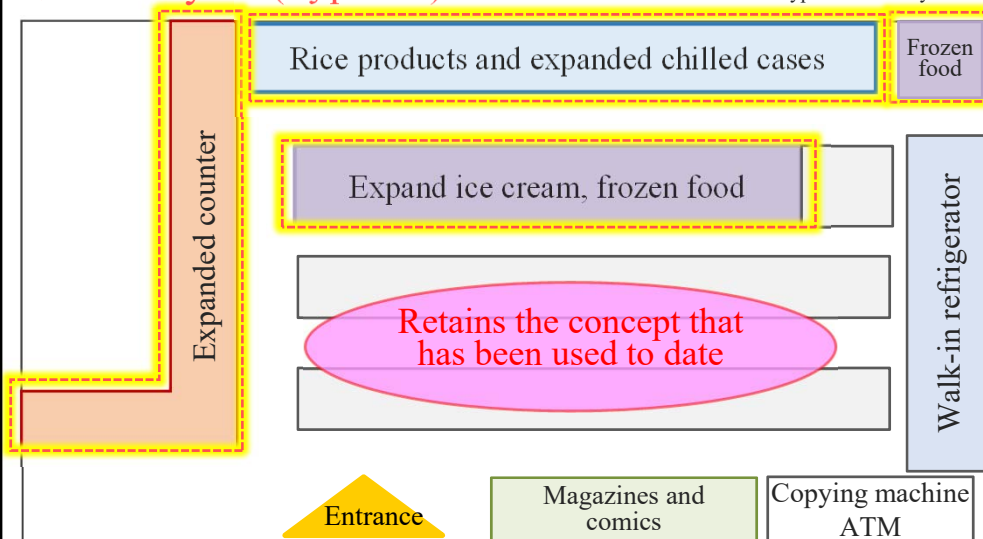 Rice products and expanded chilled cases
Frozen
food
Expand ice cream, frozen food
Expanded counter
Walk-in refrigerator
Retains the concept that
has been used to date
Entrance
Magazines and
comics
Copying machine
ATM